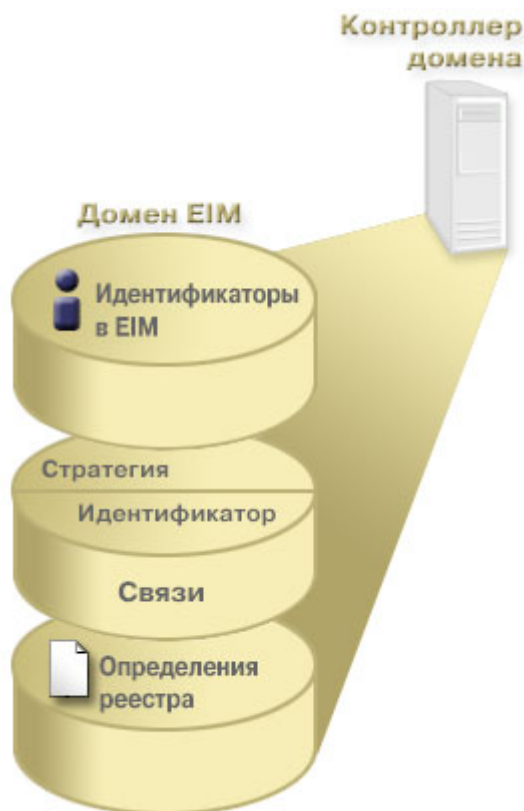 Контроллер
домена
Домен EIM
Идентификаторы
в EIM
Стратегия
Идентификатор
Связи
Определения
реестра